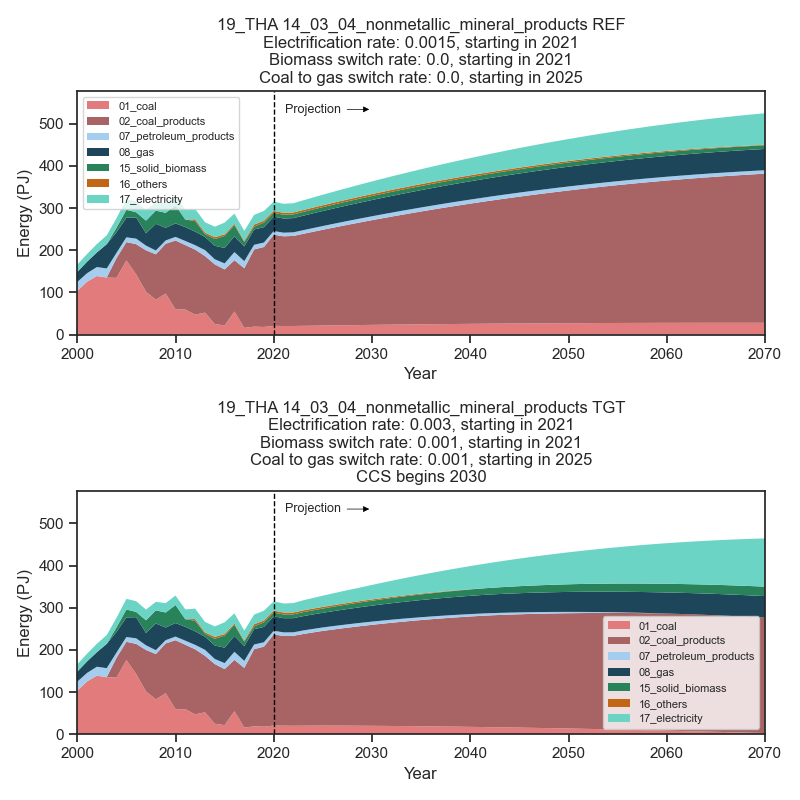 19_THA 14_03_04_nonmetallic_mineral_products REF
Electrification rate: 0.0015, starting in 2021
Biomass switch rate: 0.0, starting in 2021
Coal to gas switch rate: 0.0, starting in 2025
Energy (PJ)
500
400
300
200
100
0
01_coal
02_coal_products
07_petroleum_products
08_gas
15_solid_biomass
16_others
17_electricity
Projection
2000 2010 2020 2030 2040 2050 2060 2070
Year
19_THA 14_03_04_nonmetallic_mineral_products TGT
Electrification rate: 0.003, starting in 2021
Biomass switch rate: 0.001, starting in 2021
Coal to gas switch rate: 0.001, starting in 2025
CCS begins 2030
Energy (PJ)
500
400
300
200
100
0
Projection
01_coal
02_coal_products
07_petroleum_products
08_gas
15_solid_biomass
16_others
17_electricity
2000 2010 2020 2030 2040 2050 2060 2070
Year